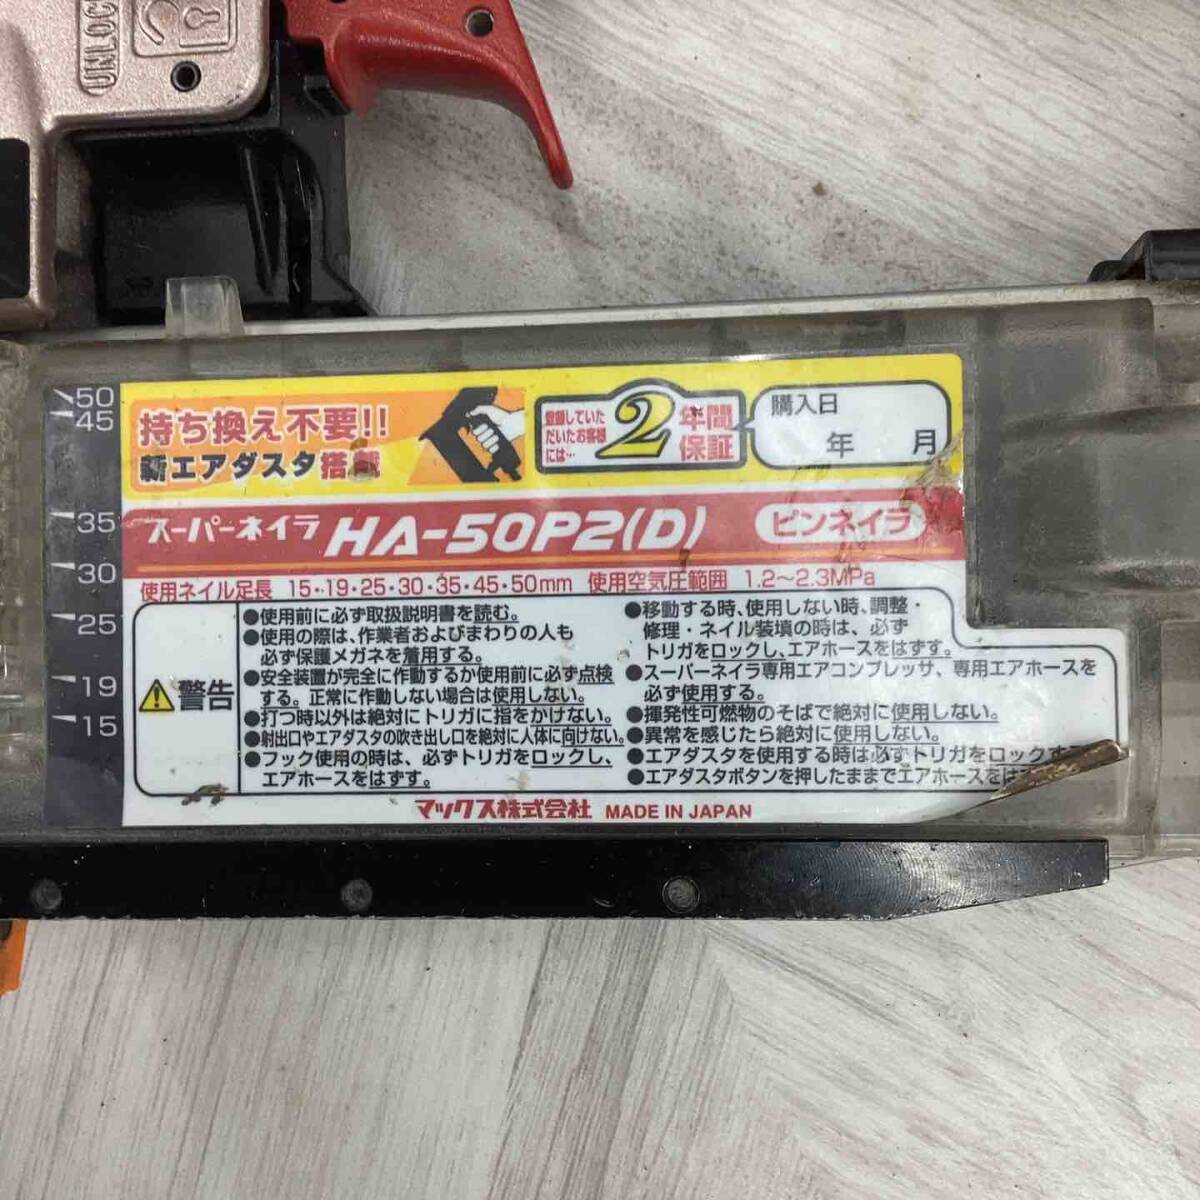 UNLOC
50
45
35
30
25
19
15
持ち換え不要!!
新エアダスタ搭載
登録していた
だいたお客様
には…
2年間
保証
購入日
年 月
スーパーネイラ HA-50P2(D) ピンネイラ
使用ネイル足長 15・19・25・30・35・45・50mm 使用空気圧範囲 1.2〜2.3MPa
警告
●使用前に必ず取扱説明書を読む。
●使用の際は、作業者およびまわりの人も
必ず保護メガネを着用する。
●安全装置が完全に作動するか使用前に必ず点検
する。正常に作動しない場合は使用しない。
●打つ時以外は絶対にトリガに指をかけない。
●射出口やエアダスタの吹き出し口を絶対に人体に向けない。
●フック使用の時は、必ずトリガをロックし、
エアホースをはずす。
●移動する時、使用しない時、調整・
修理・ネイル装填の時は、必ず
トリガをロックし、エアホースをはずす。
●スーパーネイラ専用エアコンプレッサ、専用エアホースを
必ず使用する。
●揮発性可燃物のそばで絶対に使用しない。
●異常を感じたら絶対に使用しない。
●エアダスタを使用する時は必ずトリガをロックす
●エアダスタボタンを押したままでエアホースをは
マックス株式会社 MADE IN JAPAN